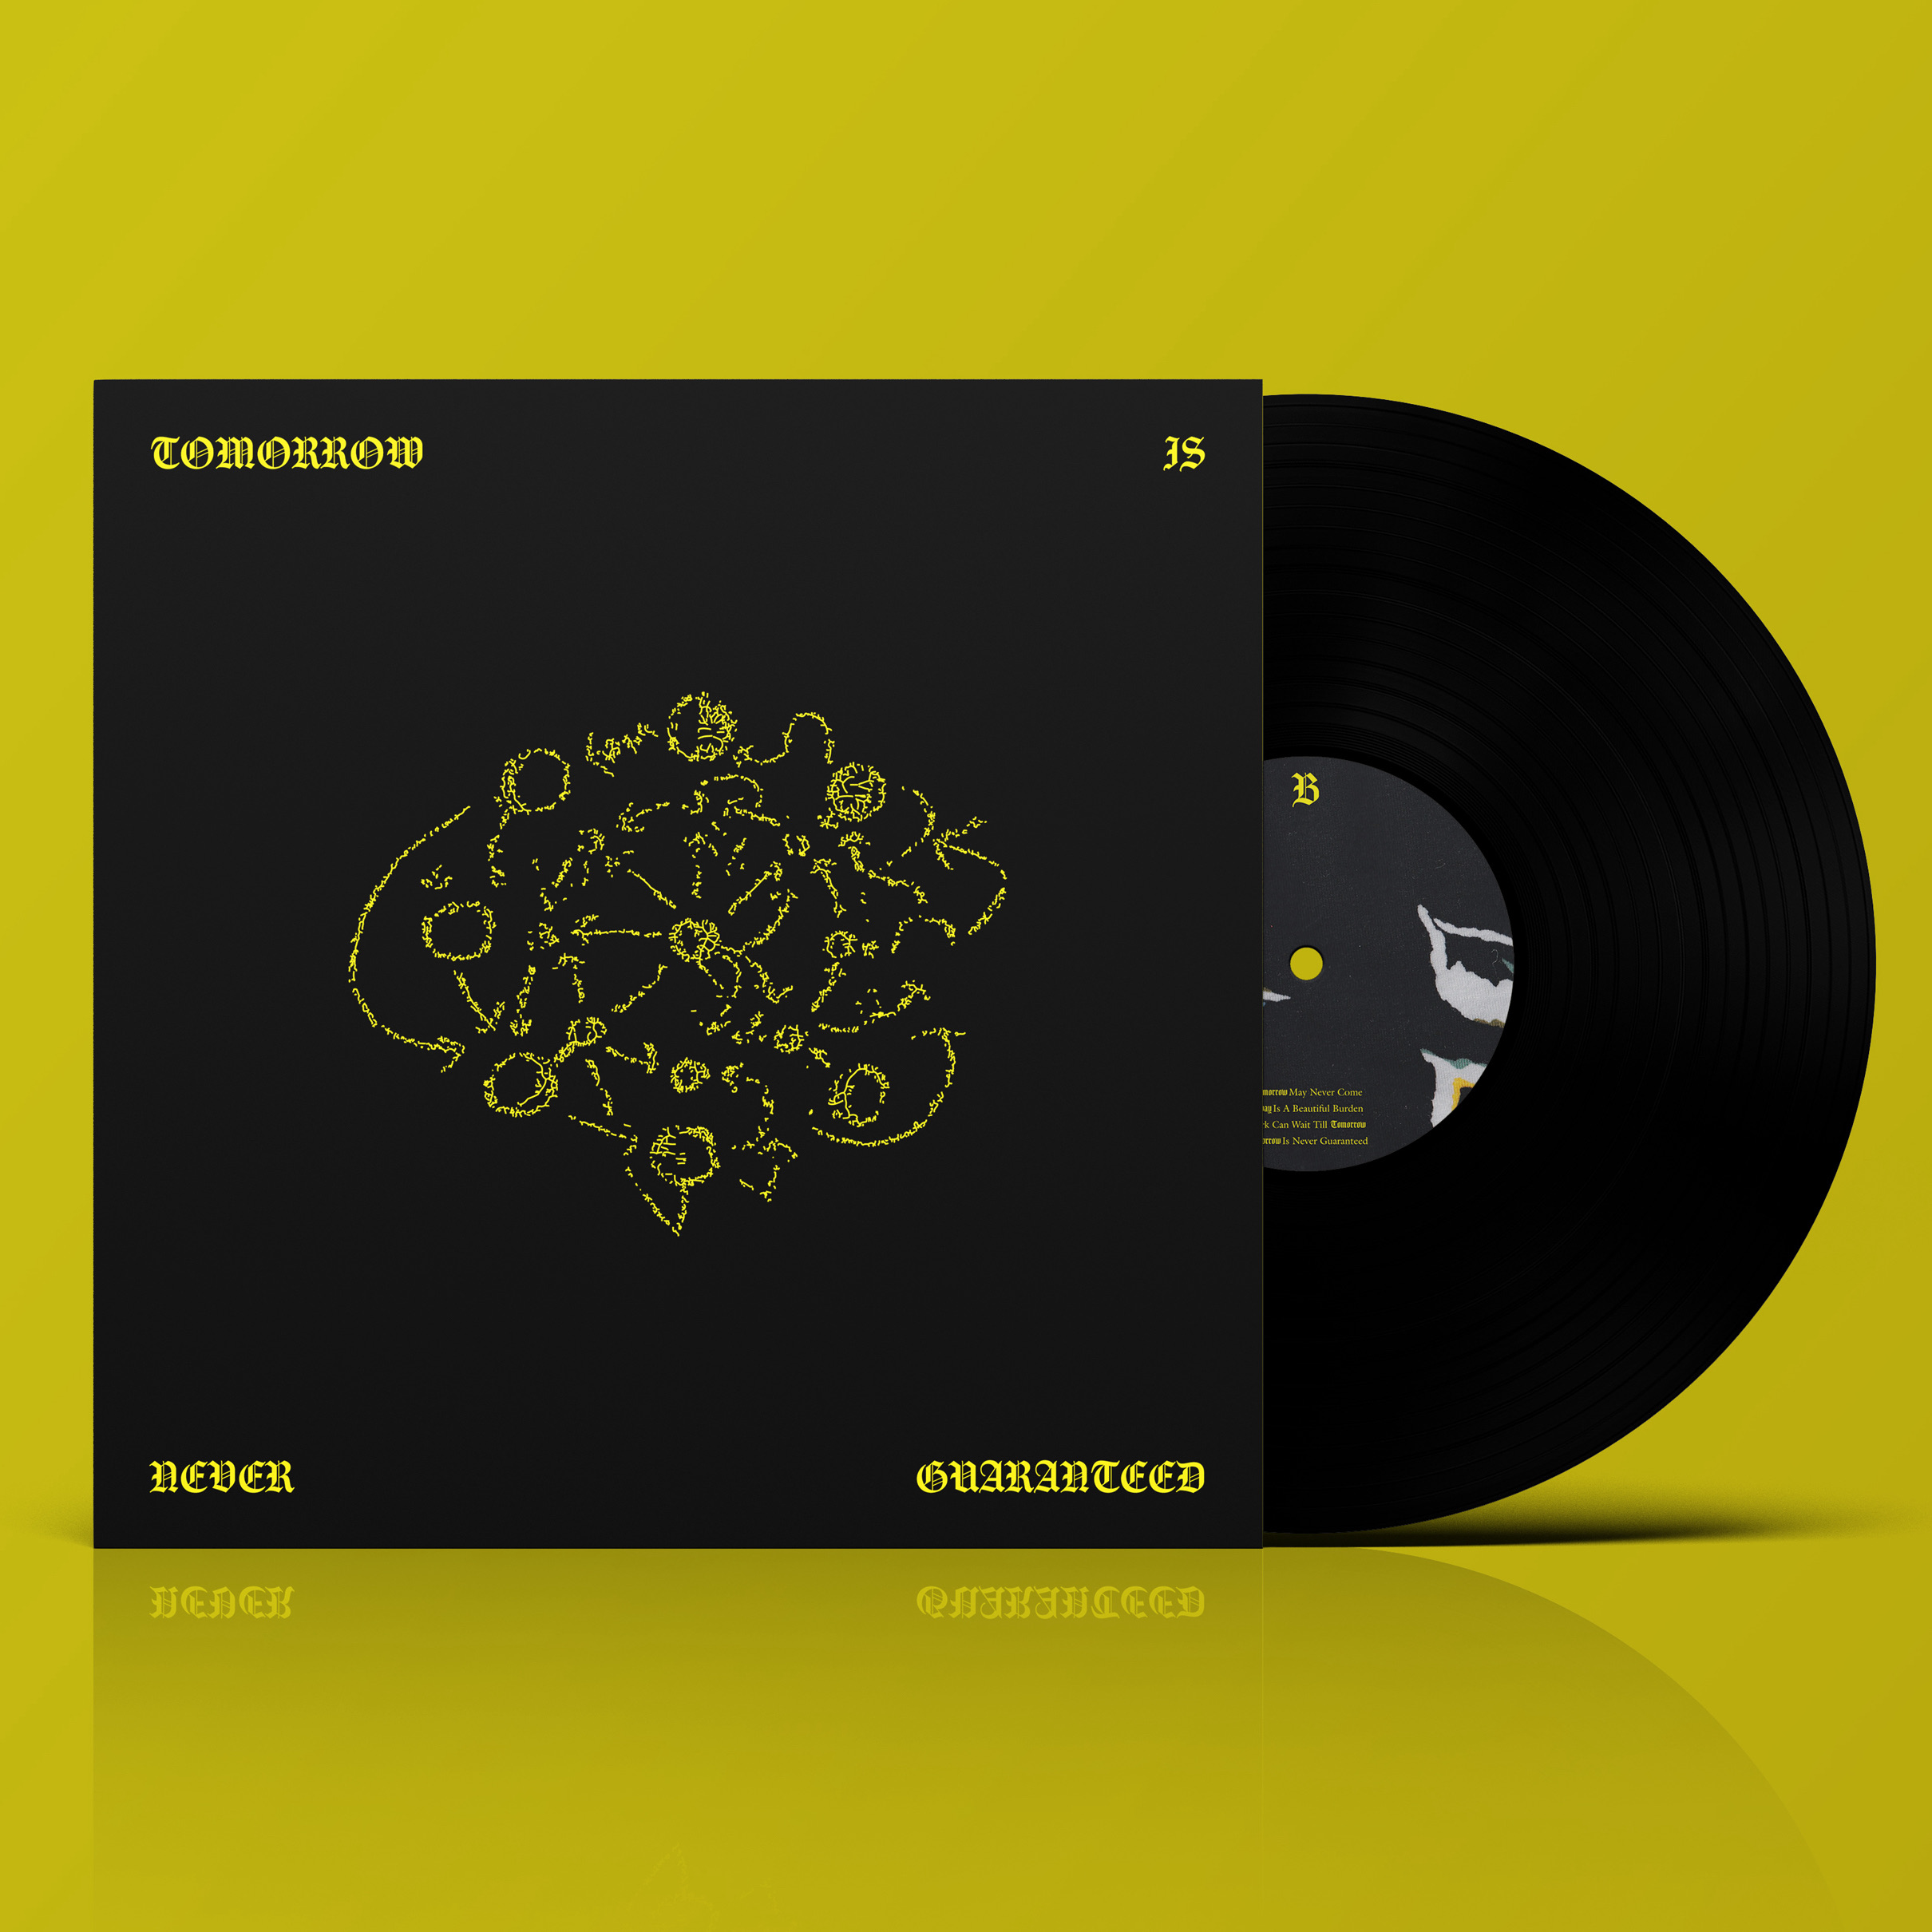 TOMORROW IS
B
May Never Come
Is A Beautiful Burden
Can Wait Till Tomorrow
Is Never Guaranteed
NEVER GUARANTEED